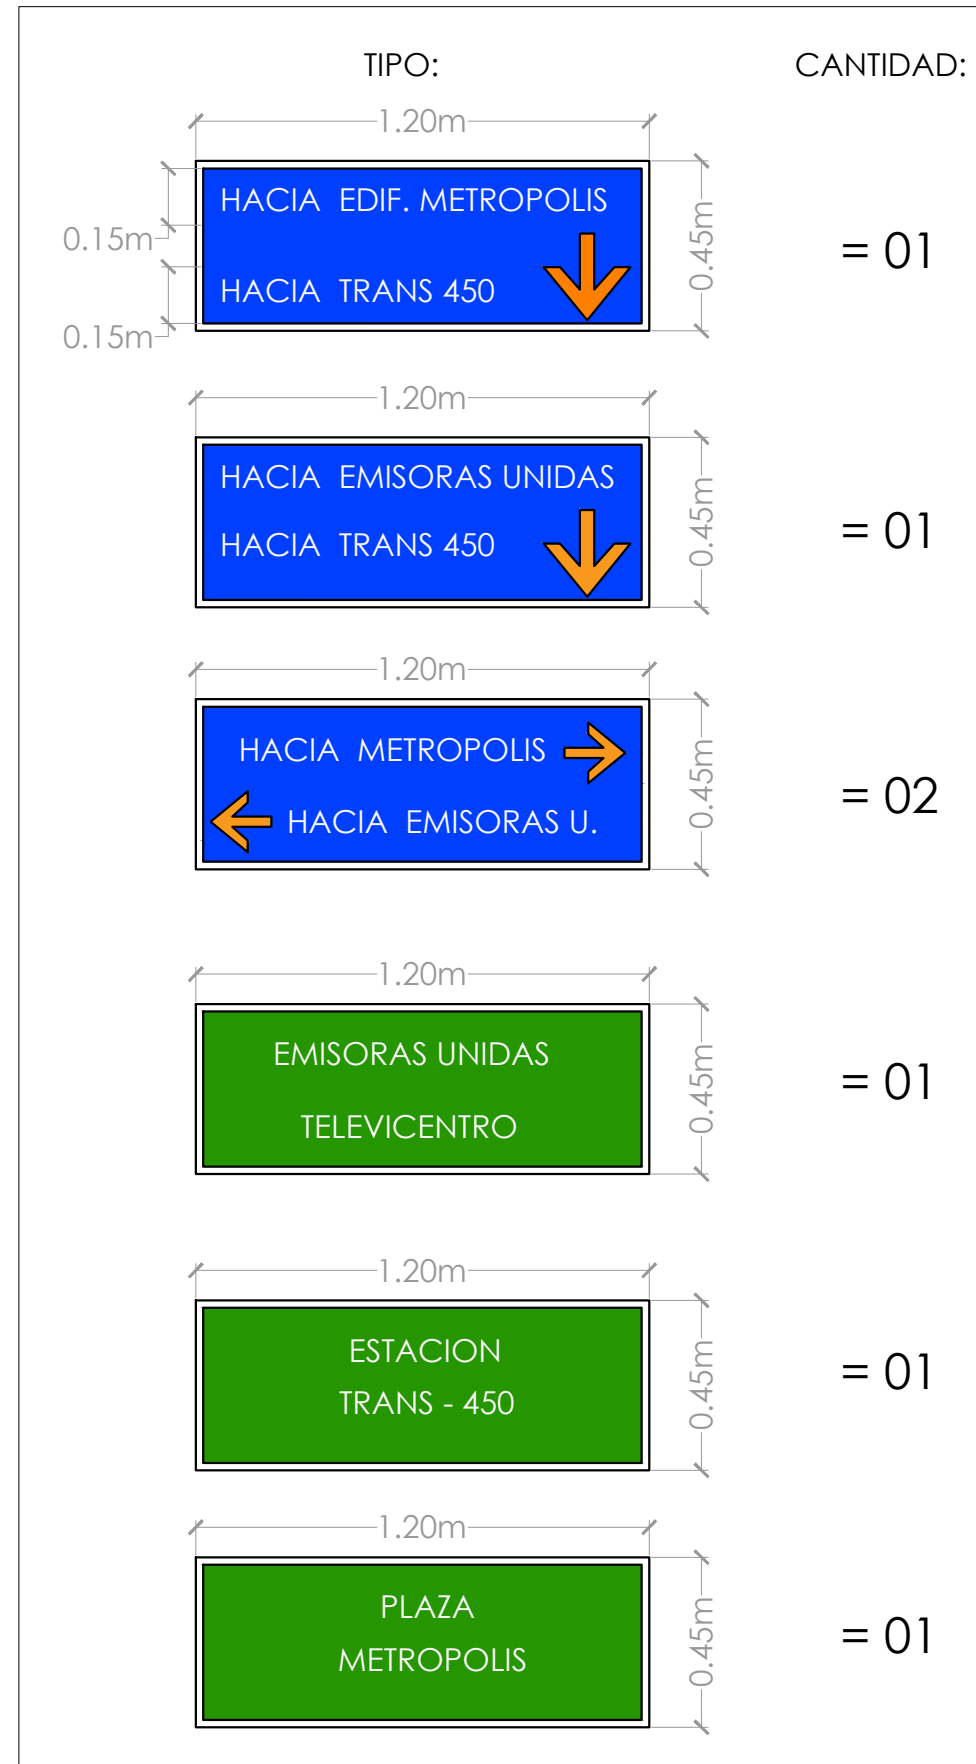 TIPO: CANTIDAD:
1.20m
HACIA EDIF. METROPOLIS
0.15m
0.45m
= 01
HACIA TRANS 450
0.15m
1.20m
HACIA EMISORAS UNIDAS
0.45m
= 01
HACIA TRANS 450
1.20m
HACIA METROPOLIS
0.45m
= 02
HACIA EMISORAS U.
1.20m
EMISORAS UNIDAS
0.45m
= 01
TELEVICENTRO
1.20m
ESTACION
0.45m
= 01
TRANS - 450
1.20m
PLAZA
0.45m
= 01
METROPOLIS